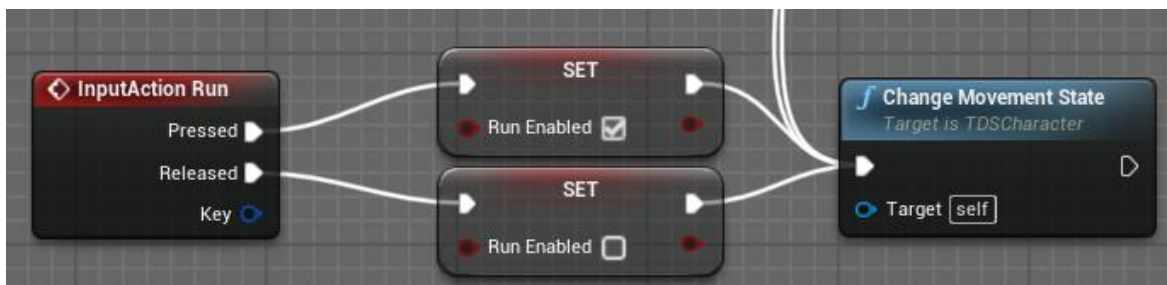 InputAction Run
Pressed
Released
Key
SET
Run Enabled
SET
Run Enabled
Change Movement State
Target is TDSCharacter
Target self